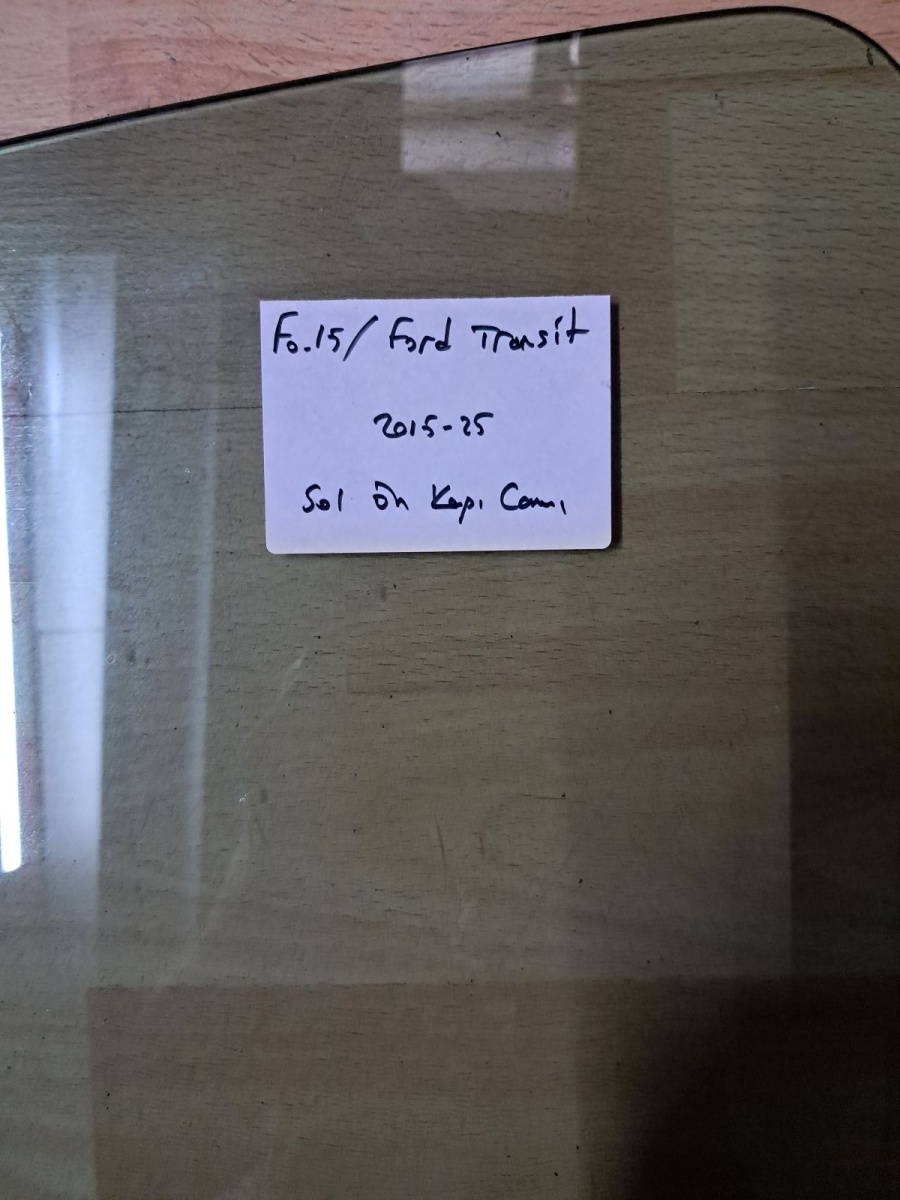 Fo.15/ Ford Transit
2015-25
Sol Ön Kapı Camı